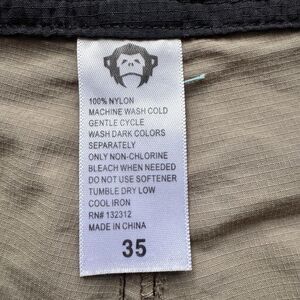 100% NYLON
MACHINE WASH COLD
GENTLE CYCLE
WASH DARK COLORS
SEPARATELY
ONLY NON-CHLORINE
BLEACH WHEN NEEDED
DO NOT USE SOFTENER
TUMBLE DRY LOW
COOL IRON
RN# 132312
MADE IN CHINA
35